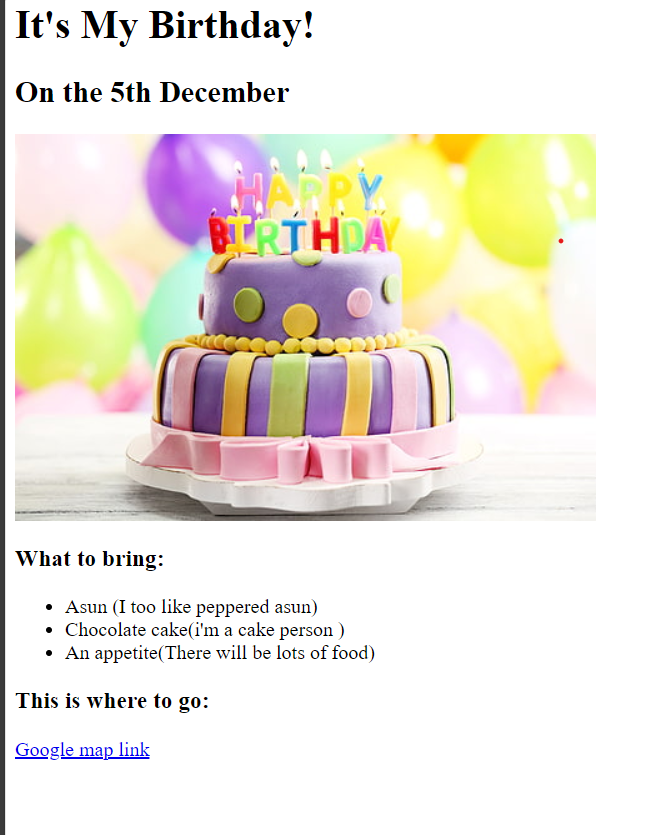 It's My Birthday!
On the 5th December
HAPPY
BIRTHDAY
What to bring:
Asun (I too like peppered asun)
Chocolate cake(i'm a cake person )
An appetite(There will be lots of food)
This is where to go:
Google map link